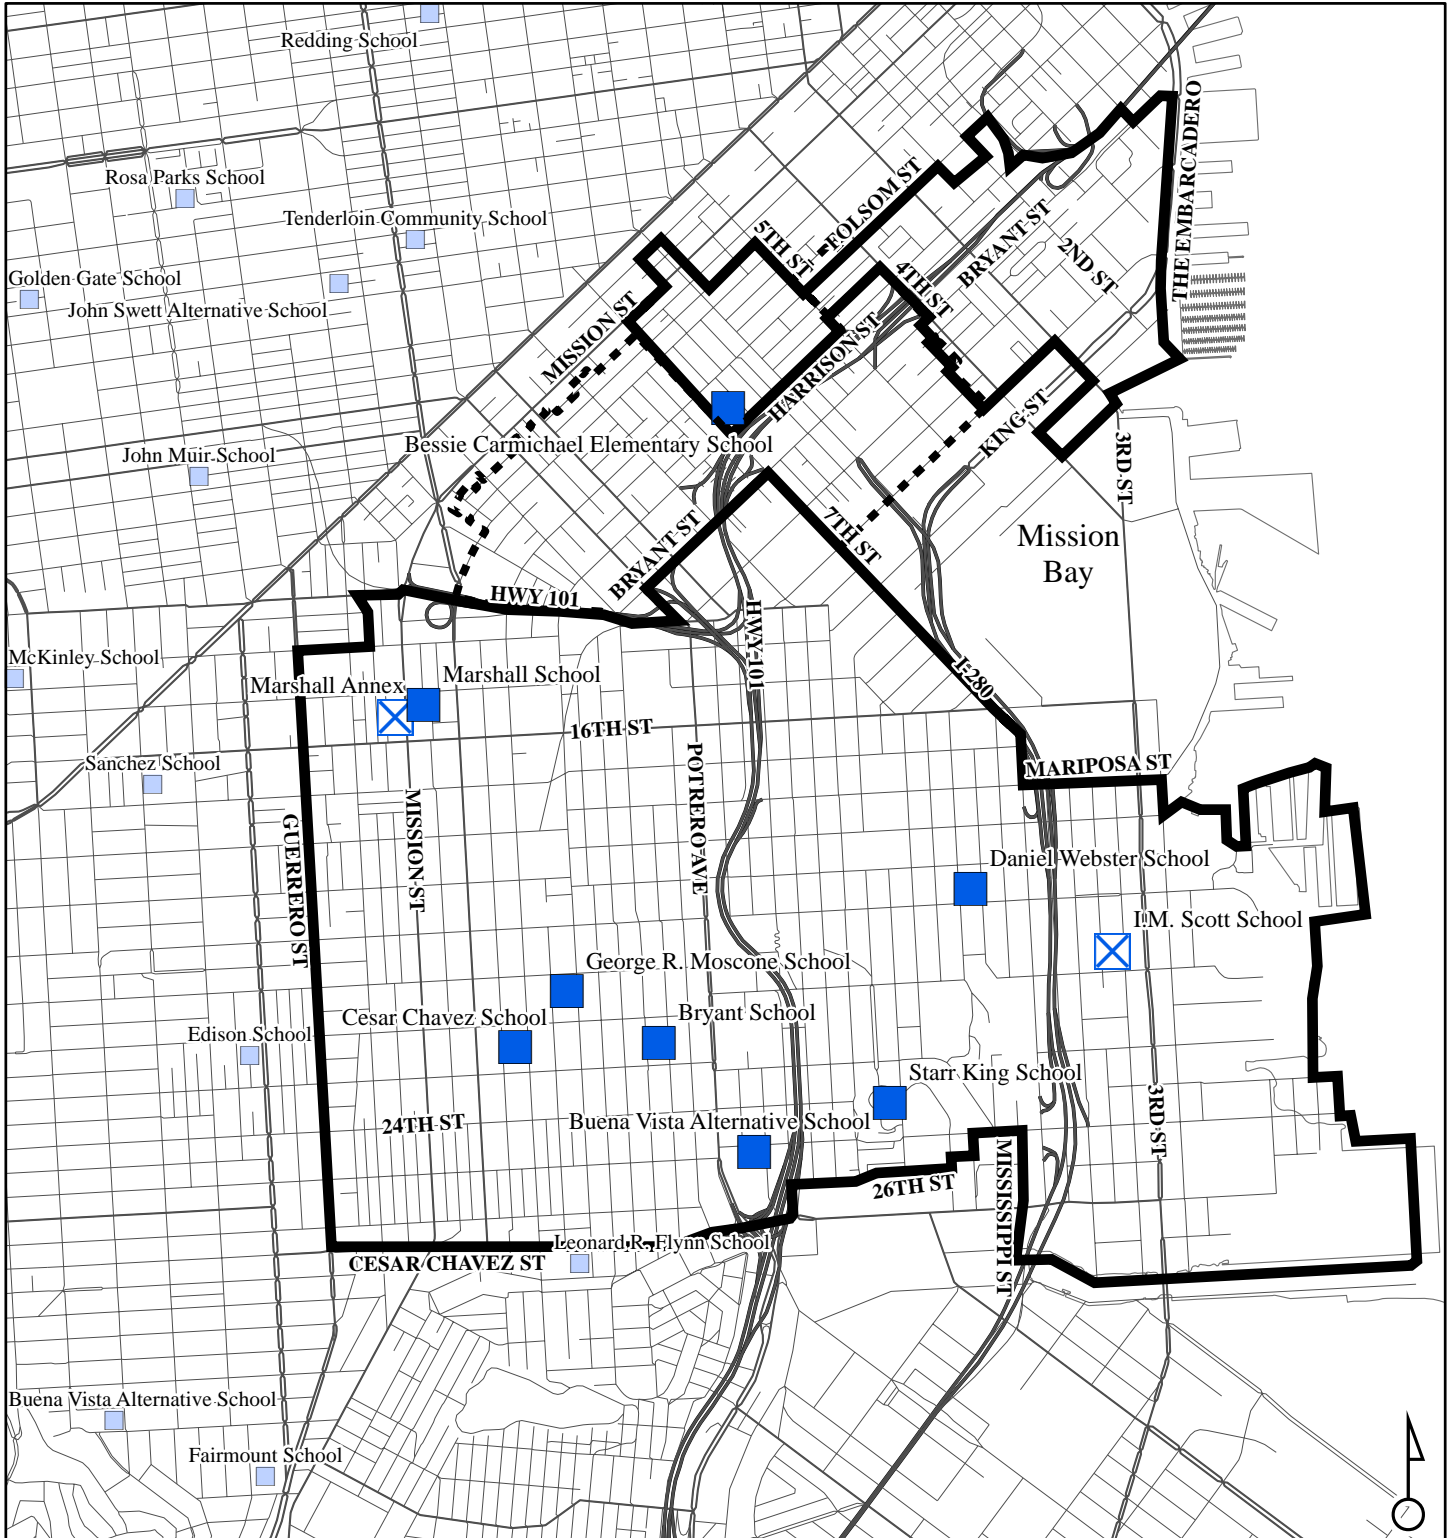 Redding School
Rosa Parks School
Tenderloin Community School
Golden Gate School
John Swett Alternative School
John Muir School
McKinley School
Sanchez School
Edison School
Buena Vista Alternative School
Fairmount School
THE EMBARCADERO
FOLSOM ST
5TH ST
BRYANT ST
2ND ST
4TH ST
MISSION ST
HARRISON ST
KING ST
Bessie Carmichael Elementary School
3RD ST
7TH ST
Mission
Bay
BRYANT ST
HWY 101
HWY 101
I-280
Marshall School
Marshall Annex
16TH ST
MARIPOSA ST
POTRERO AVE
MISSION ST
GUERRERO ST
Daniel Webster School
I.M. Scott School
George R. Moscone School
Cesar Chavez School
Bryant School
Starr King School
Buena Vista Alternative School
24TH ST
3RD ST
26TH ST
MISSISSIPPI ST
Leonard R. Flynn School
CESAR CHAVEZ ST